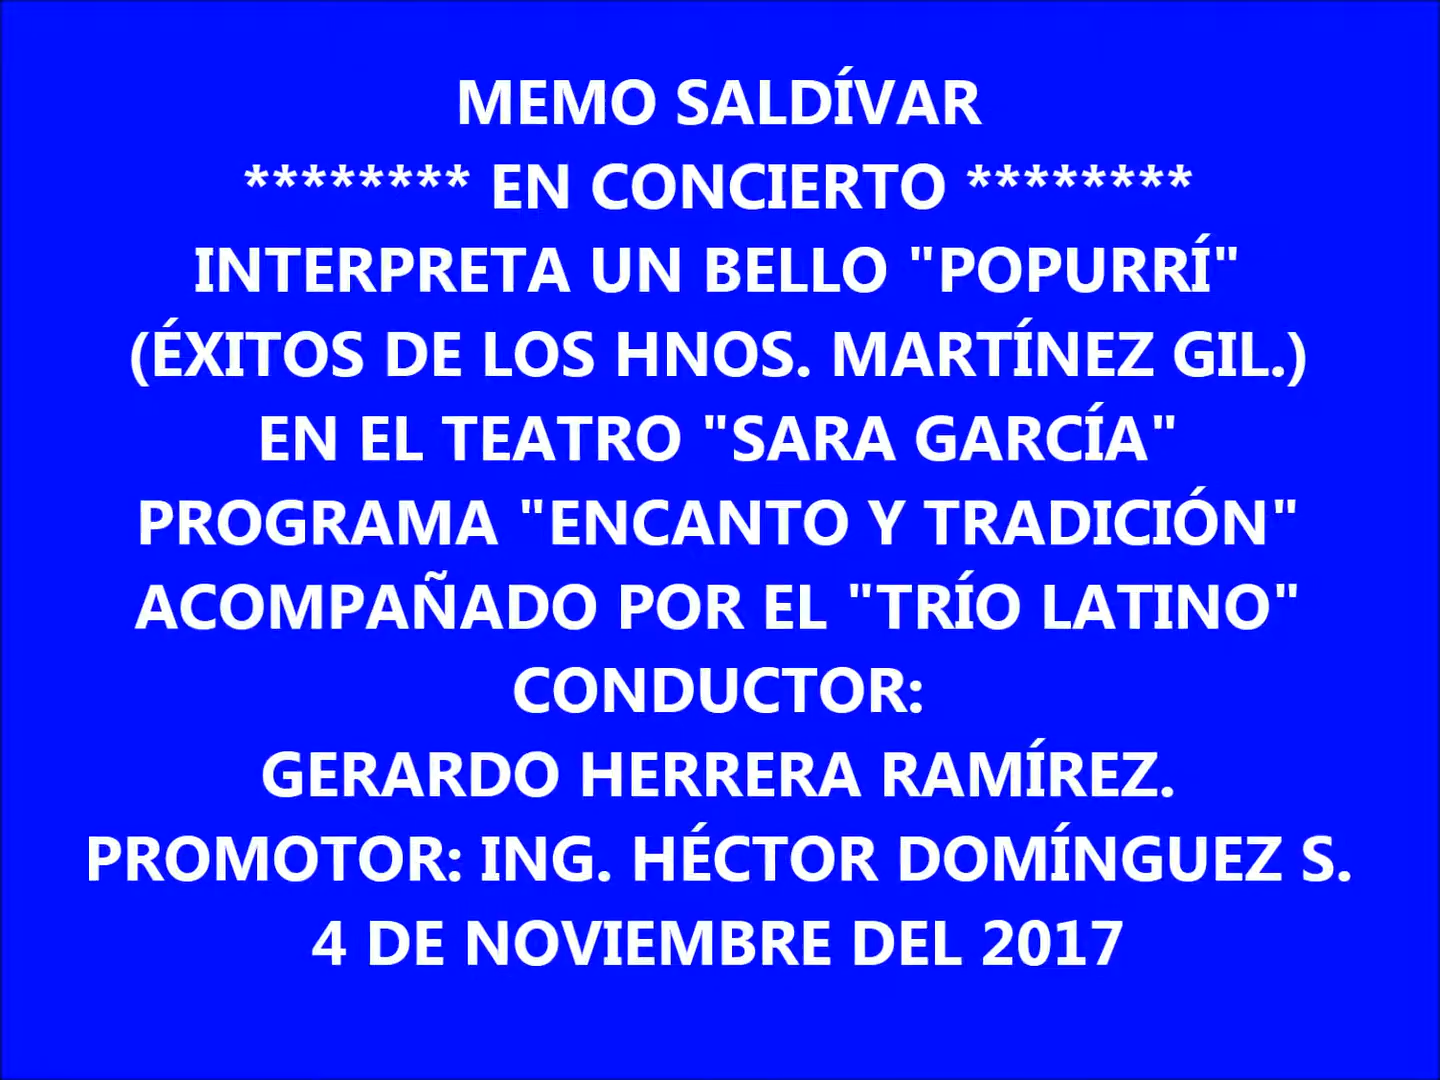 MEMO SALDÍVAR
******** EN CONCIERTO ********
INTERPRETA UN BELLO "POPURRÍ"
(ÉXITOS DE LOS HNOS. MARTÍNEZ GIL.)
EN EL TEATRO "SARA GARCÍA"
PROGRAMA "ENCANTO Y TRADICIÓN"
ACOMPAÑADO POR EL "TRÍO LATINO"
CONDUCTOR:
GERARDO HERRERA RAMÍREZ.
PROMOTOR: ING. HÉCTOR DOMÍNGUEZ S.
4 DE NOVIEMBRE DEL 2017